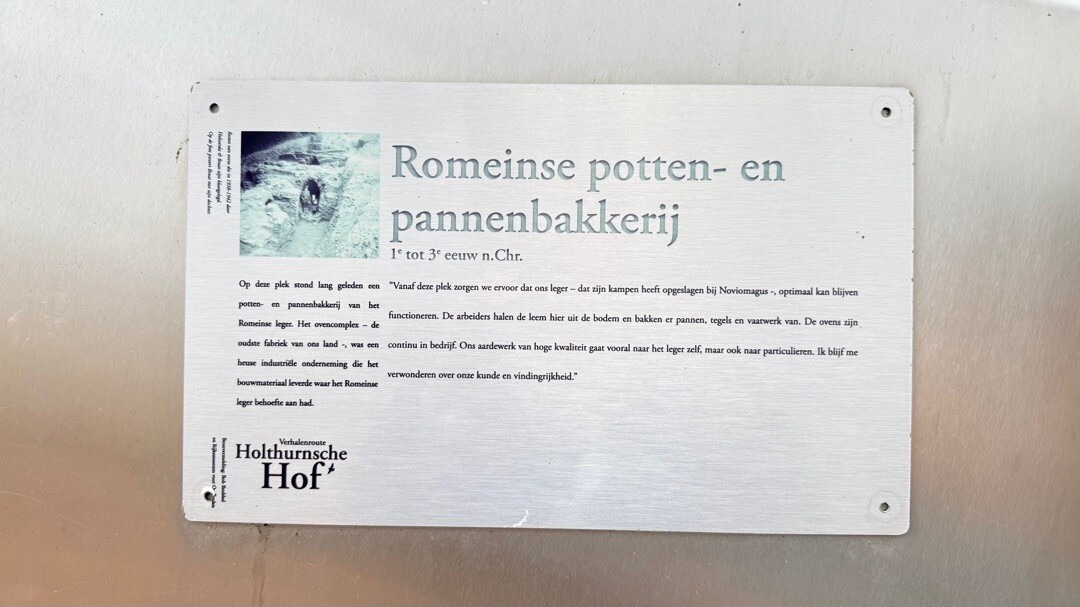 Romeinse potten- en
pannenbakkerij
1e tot 3e eeuw n.Chr.
Op deze plek stond lang geleden een
potten- en pannenbakkerij van het
Romeinse leger. Het ovencomplex – de
oudste fabriek van ons land -, was een
heuse industriële onderneming die het
bouwmateriaal leverde waar het Romeinse
leger behoefte aan had.
"Vanaf deze plek zorgen we ervoor dat ons leger – dat zijn kampen heeft opgeslagen bij Noviomagus -, optimaal kan blijven
functioneren. De arbeiders halen de leem hier uit de bodem en bakken er pannen, tegels en vaatwerk van. De ovens zijn
continu in bedrijf. Ons aardewerk van hoge kwaliteit gaat vooral naar het leger zelf, maar ook naar particulieren. Ik blijf me
verwonderen over onze kunde en vindingrijkheid."
Verhalenroute
Holthurnsche
Hof